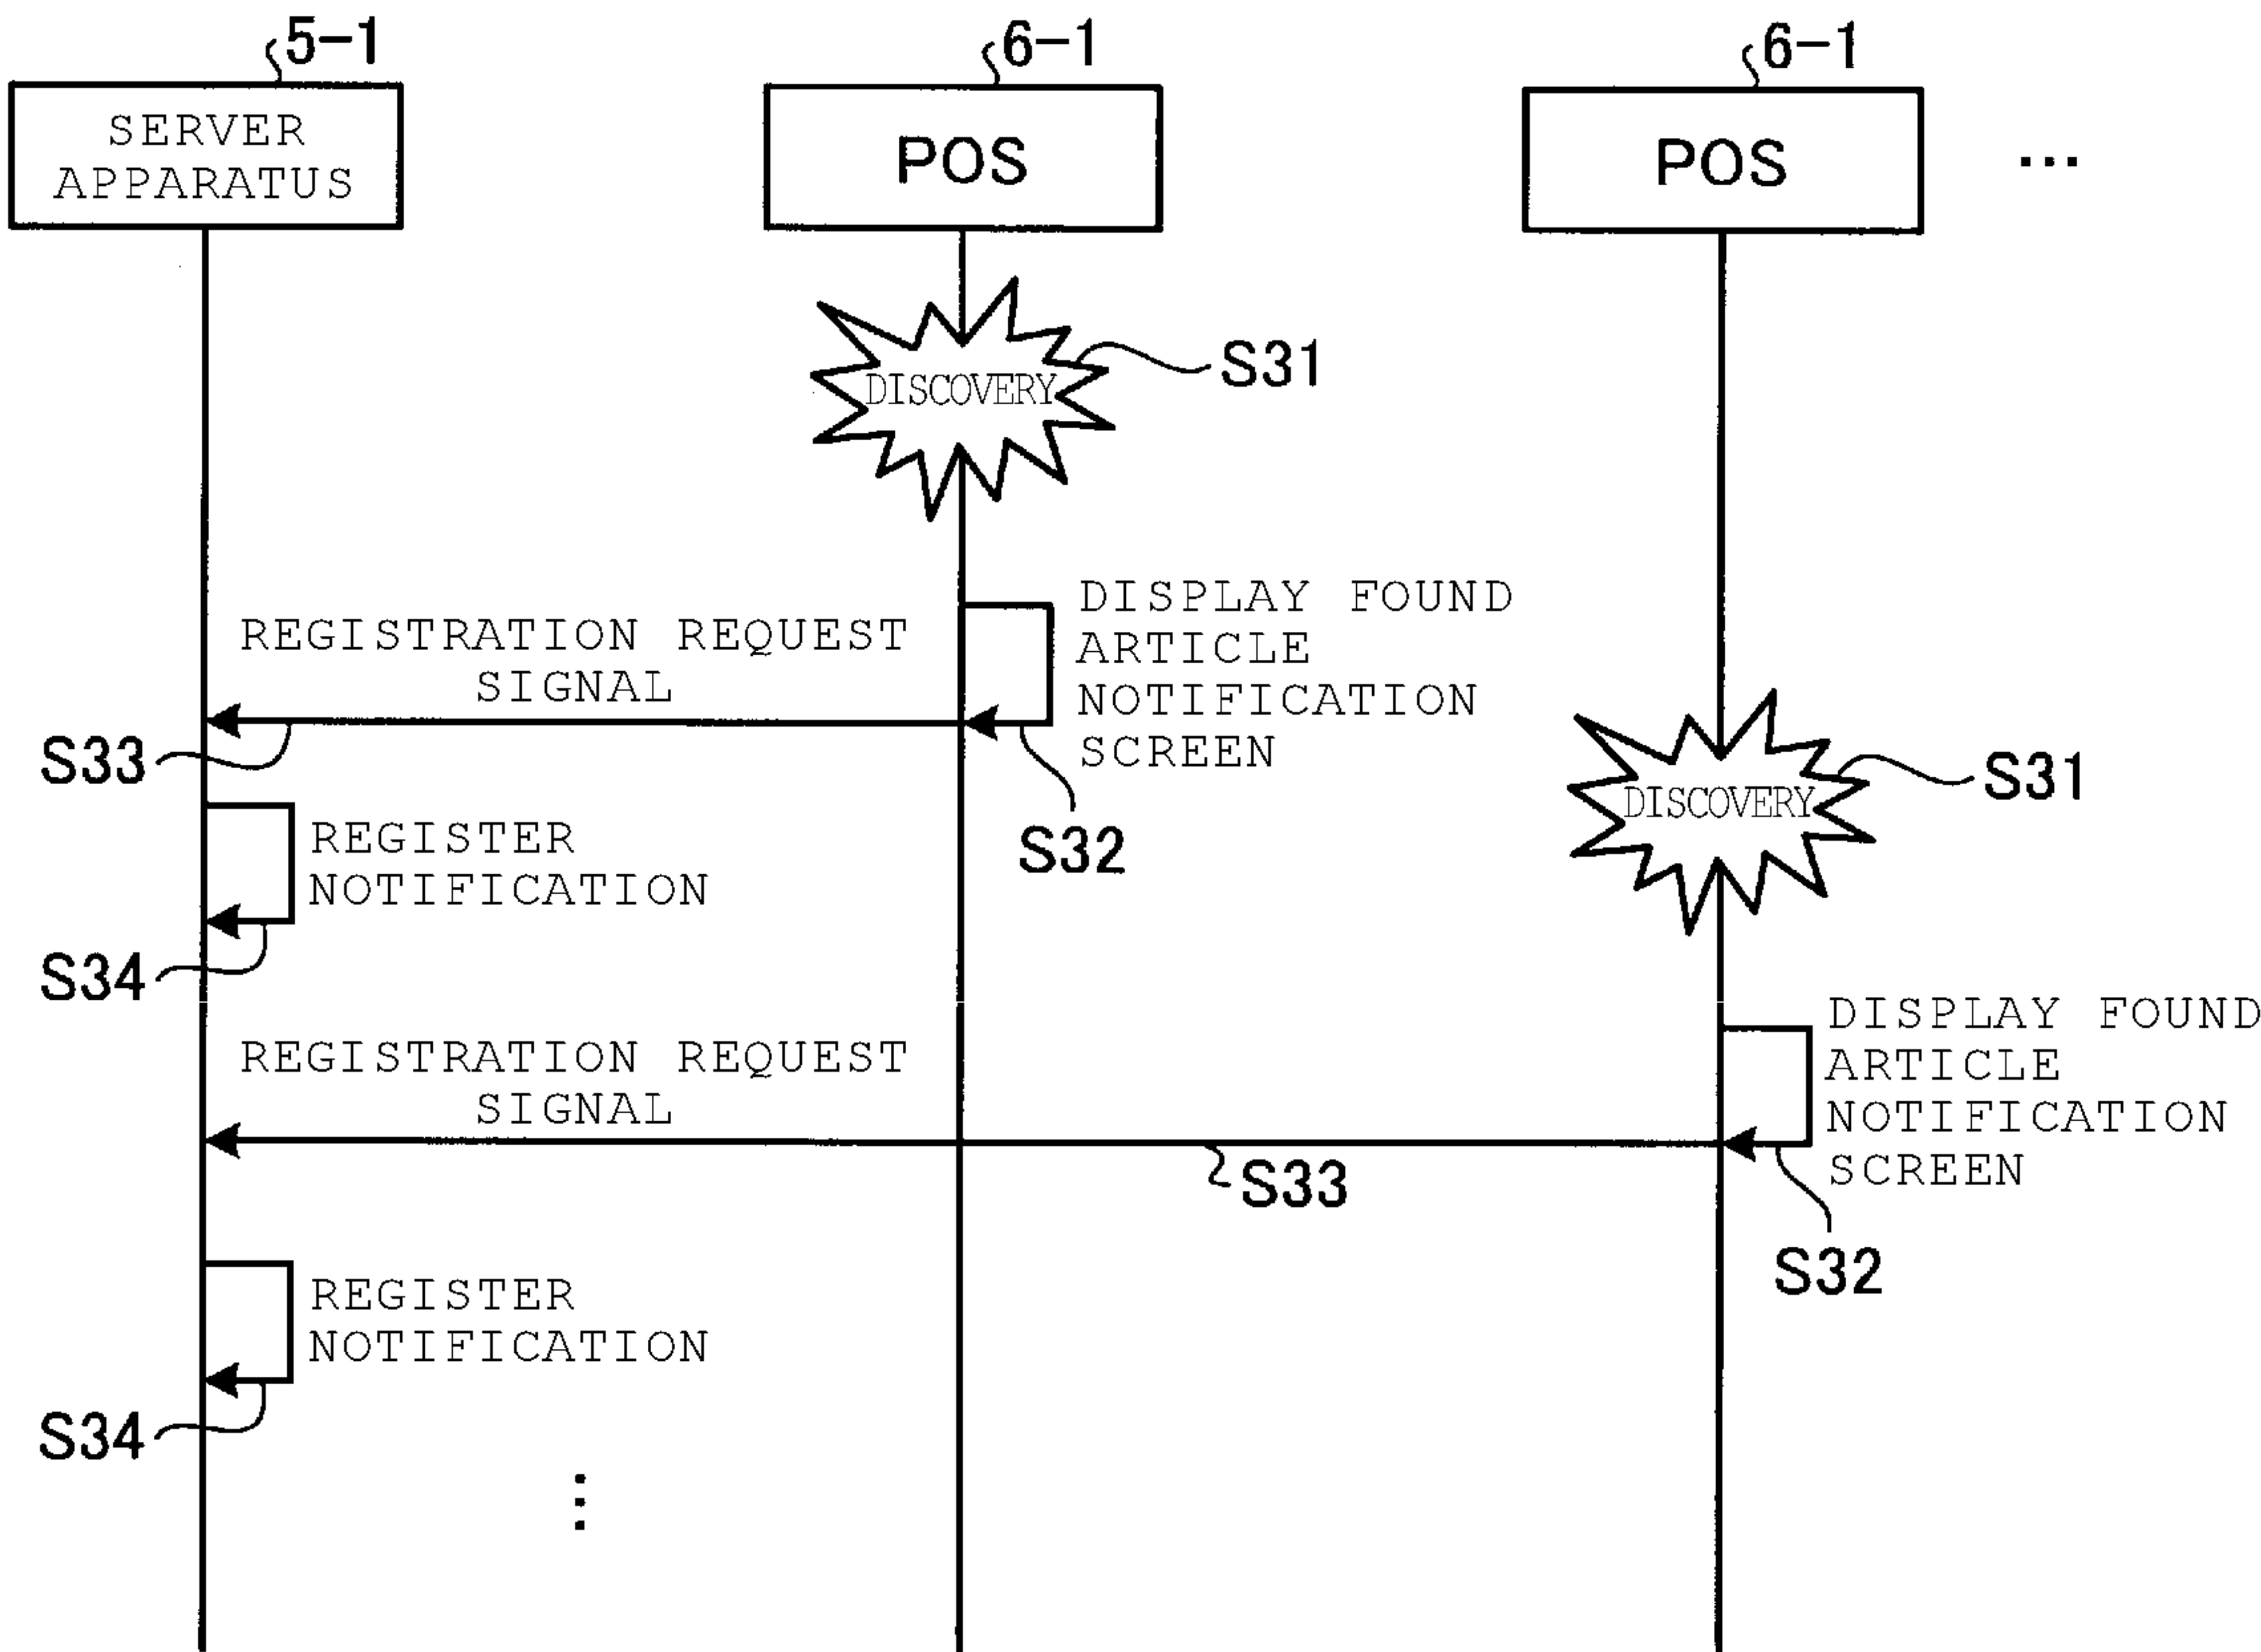 5-1
6-1
6-1
SERVER
APPARATUS
POS
POS
...
S31
DISCOVERY
DISPLAY FOUND
ARTICLE
NOTIFICATION
SCREEN
REGISTRATION REQUEST
SIGNAL
S33
S32
S31
DISCOVERY
REGISTER
NOTIFICATION
S34
DISPLAY FOUND
ARTICLE
NOTIFICATION
SCREEN
REGISTRATION REQUEST
SIGNAL
S33
S32
REGISTER
NOTIFICATION
S34